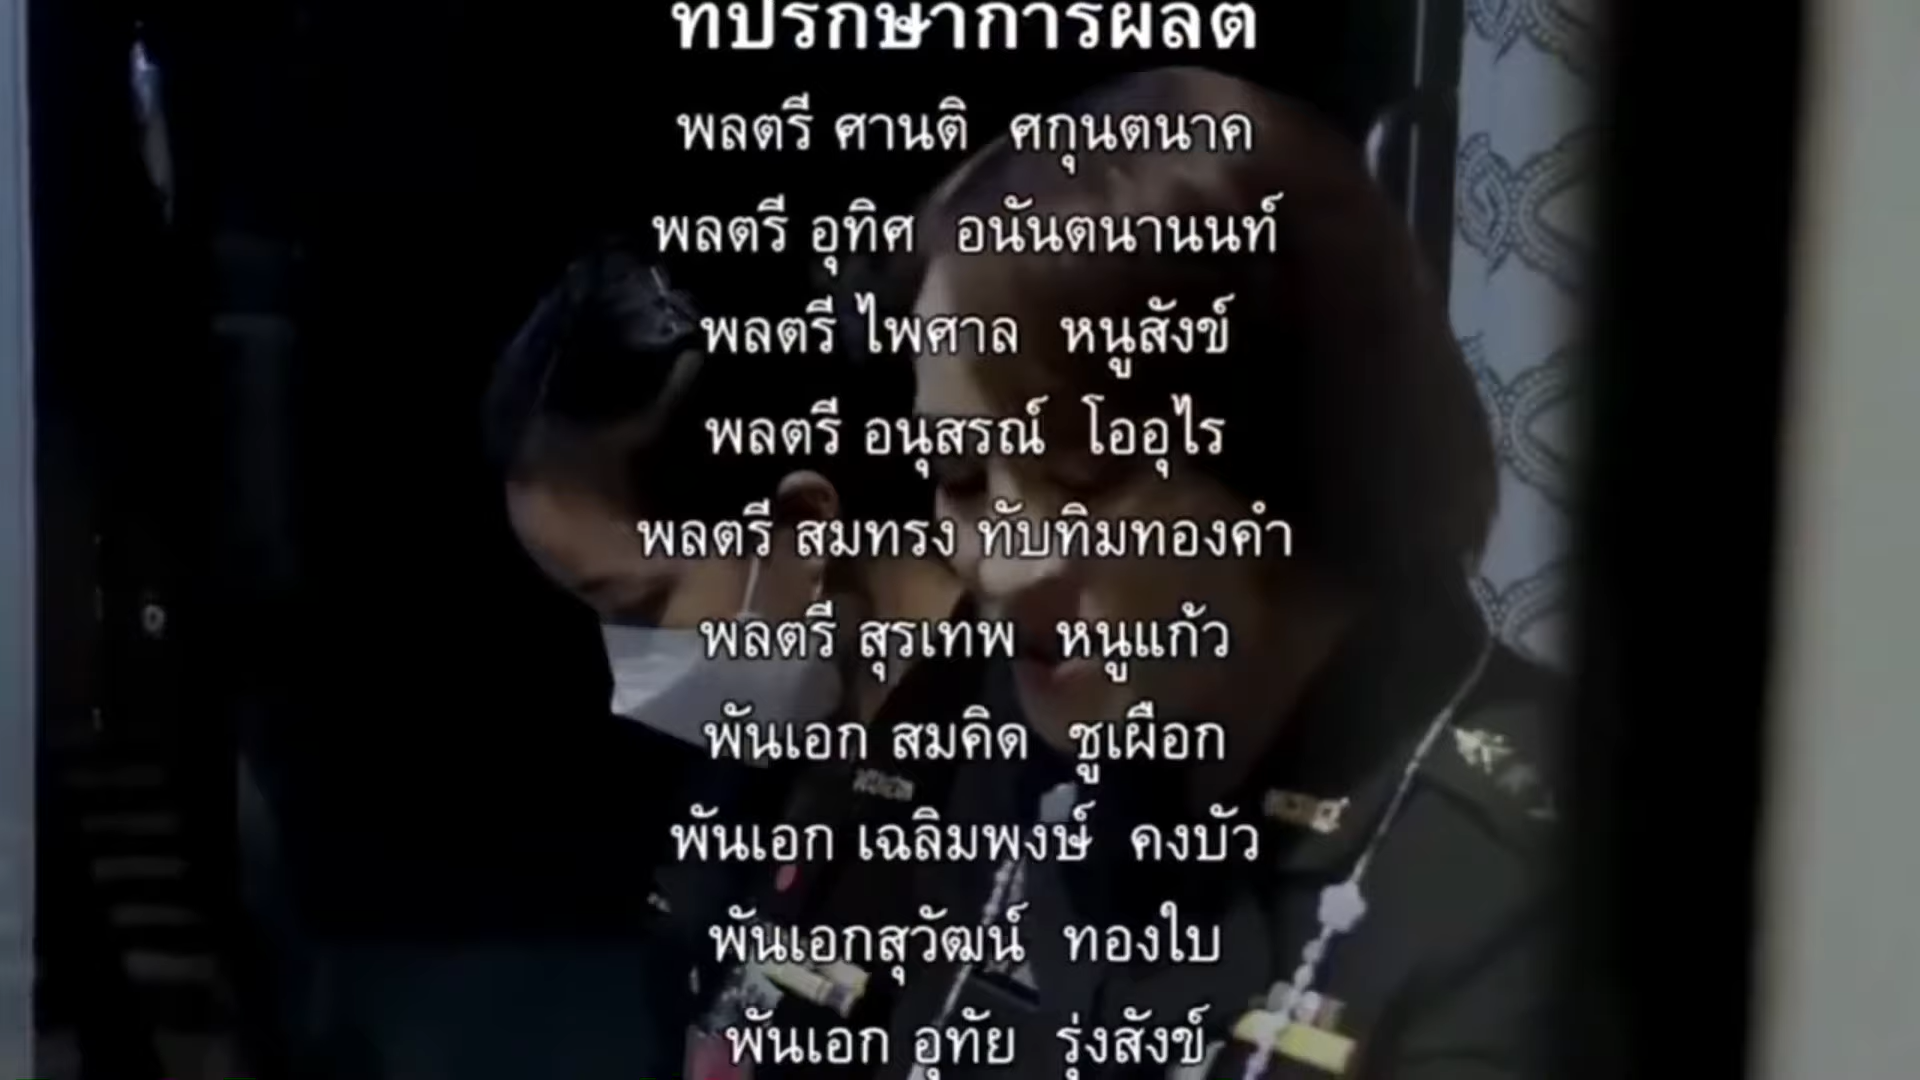 ที่ปรึกษาการผลิต
พลตรี ศานติ ศกุนตนาค
พลตรี อุทิศ อนันตนานนท์
พลตรี ไพศาล หนูสังข์
พลตรี อนุสรณ์ โออุไร
พลตรี สมทรง ทับทิมทองคำ
พลตรี สุรเทพ หนูแก้ว
พันเอก สมคิด ชูเผือก
พันเอก เฉลิมพงษ์ คงบัว
พันเอกสุวัฒน์ ทองใบ
พันเอก อุทัย รุ่งสังข์